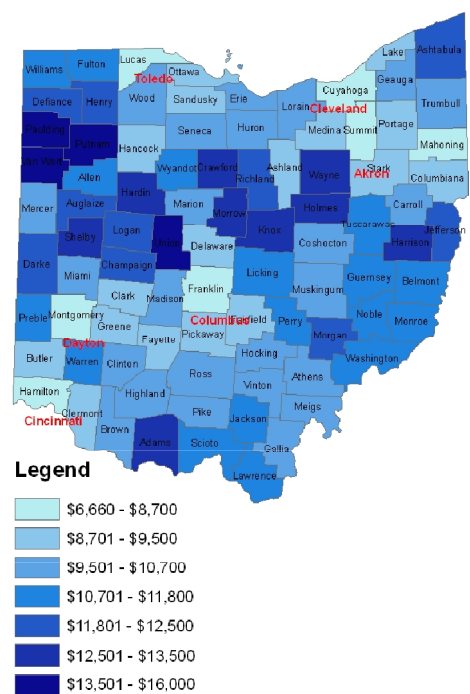 Ashtabula
Lake
Lucas
Fulton
Williams
Geauga
Ottawa
Toledo
Cuyahoga
Wood
Sandusky
Erie
Defiance
Henry
Lorain
Trumbull
Cleveland
Portage
Paulding
Seneca
Huron
Medina
Summit
Putnam
Mahoning
Hancock
Van Wert
Wyandot
Crawford
Ashland
Stark
Akron
Allen
Richland
Wayne
Columbiana
Hardin
Mercer
Auglaize
Marion
Carroll
Morrow
Holmes
Tuscarawas
Jefferson
Shelby
Logan
Union
Knox
Harrison
Delaware
Coshocton
Darke
Champaign
Miami
Licking
Guernsey
Belmont
Franklin
Muskingum
Clark
Madison
Preble
Montgomery
Columbus
Fairfield
Noble
Monroe
Greene
Pickaway
Perry
Morgan
Dayton
Fayette
Butler
Warren
Clinton
Hocking
Washington
Ross
Athens
Hamilton
Highland
Vinton
Clermont
Meigs
Cincinnati
Brown
Pike
Jackson
Adams
Scioto
Gallia
Lawrence
Legend
$6,660 - $8,700
$8,701 - $9,500
$9,501 - $10,700
$10,701 - $11,800
$11,801 - $12,500
$12,501 - $13,500
$13,501 - $16,000